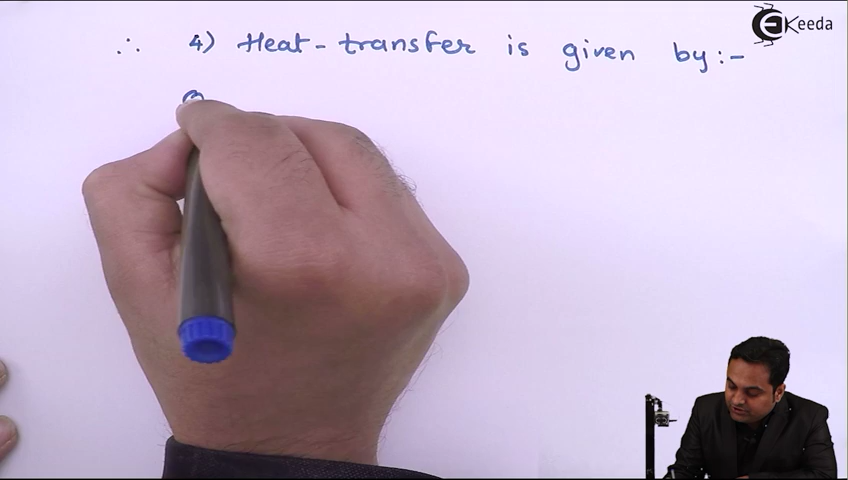 Ekeeda
∴ 4) Heat-transfer is given by:-